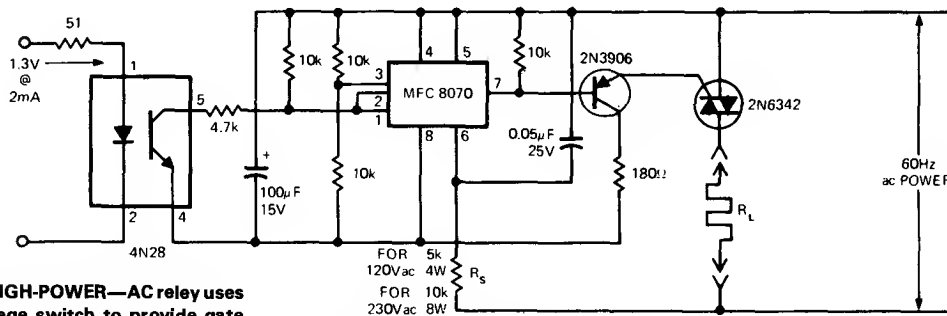 51
1.3V
@
2mA
1
5
2
4
4N28
4.7k
100μF
15V
+
10k
10k
10k
3
2
1
4
5
MFC 8070
7
8
6
10k
0.05μF
25V
2N3906
180Ω
2N6342
R_L
60Hz
ac POWER
FOR 5k
120Vac 4W
R_S
FOR 10k
230Vac 8W
IGH-POWER—AC reley uses
age switch to provide gate